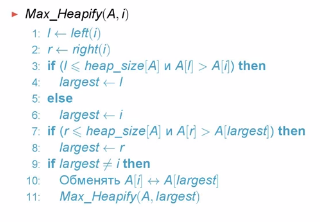 ▸ Max_Heapify(A, i)
1: l ← left(i)
2: r ← right(i)
3: if (l ⩽ heap_size[A] и A[l] > A[i]) then
4: largest ← l
5: else
6: largest ← i
7: if (r ⩽ heap_size[A] и A[r] > A[largest]) then
8: largest ← r
9: if largest ≠ i then
10: Обменять A[i] ↔ A[largest]
11: Max_Heapify(A, largest)